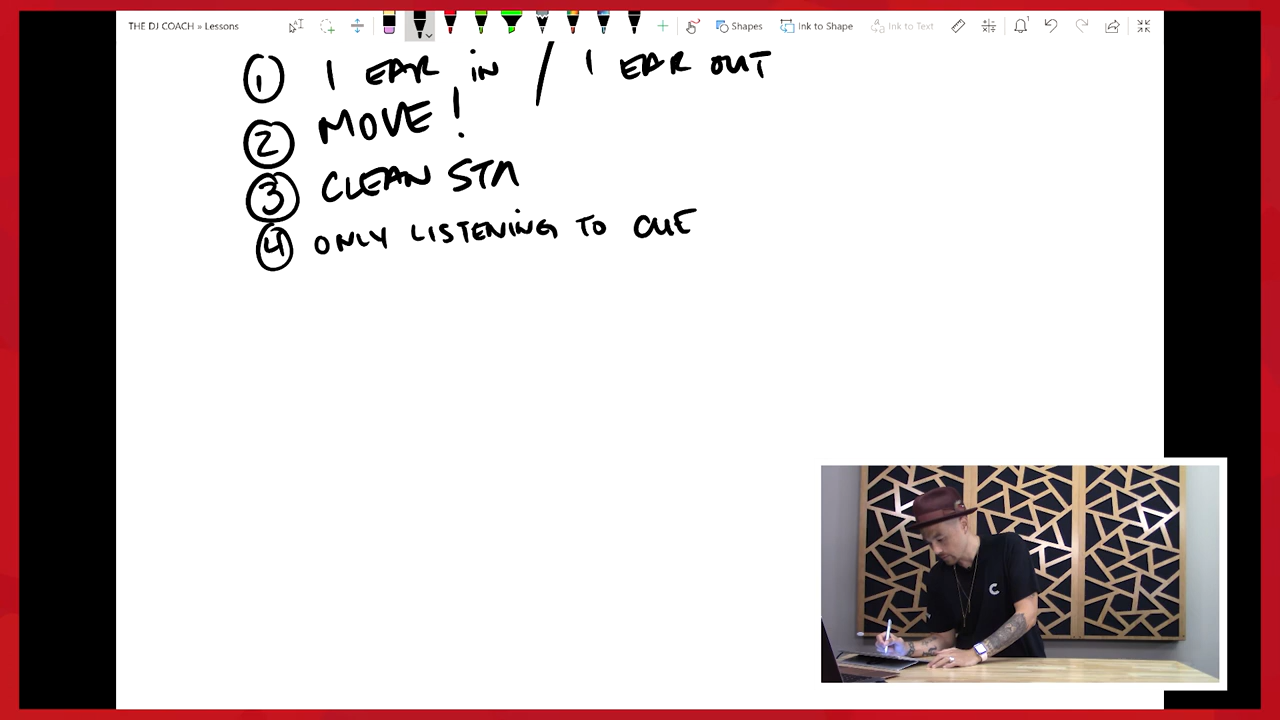 THE DJ COACH » Lessons
Shapes
Ink to Shape
Ink to Text
① 1 EAR IN / 1 EAR OUT
② MOVE!
③ CLEAN STA
④ ONLY LISTENING TO CUE
C